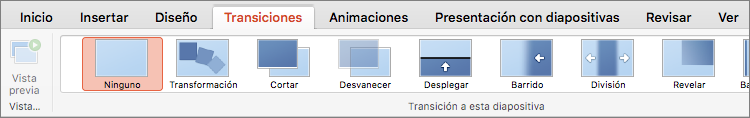 Inicio Insertar Diseño Transiciones Animaciones Presentación con diapositivas Revisar Ver
Vista previa
Ninguno Transformación Cortar Desvanecer Desplegar Barrido División Revelar
Vista... Transición a esta diapositiva